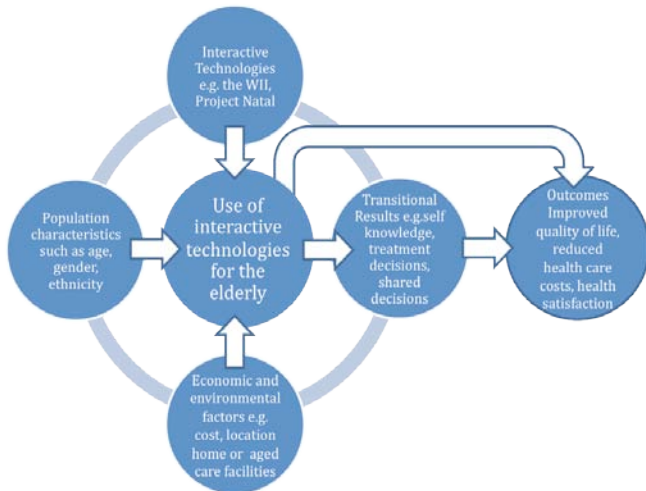 Interactive
Technologies
e.g. the WII,
Project Natal
Population
characteristics
such as age,
gender,
ethnicity
Use of
interactive
technologies
for the
elderly
Transitional
Results e.g.self
knowledge,
treatment
decisions,
shared
decisions
Outcomes
Improved
quality of life,
reduced
health care
costs, health
satisfaction
Economic and
environmental
factors e.g.
cost, location
home or aged
care facilities